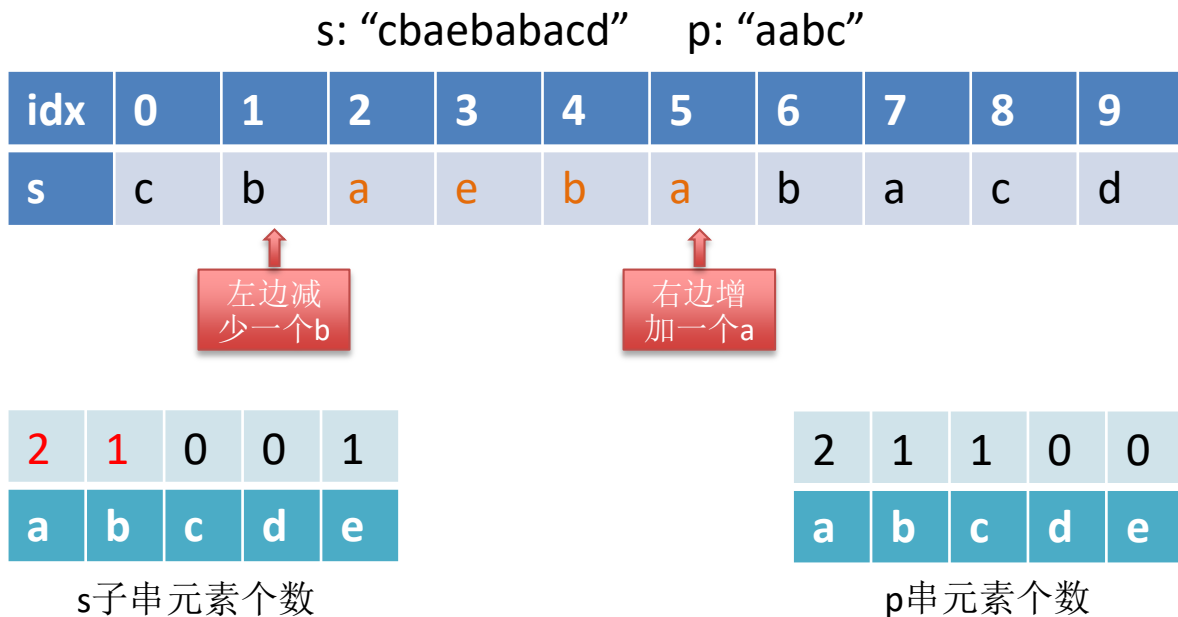 s: “cbaebabacd” p: “aabc”
idx 0 1 2 3 4 5 6 7 8 9
s c b a e b a b a c d
左边减
少一个b
右边增
加一个a
2 1 0 0 1
a b c d e
s子串元素个数
2 1 1 0 0
a b c d e
p串元素个数